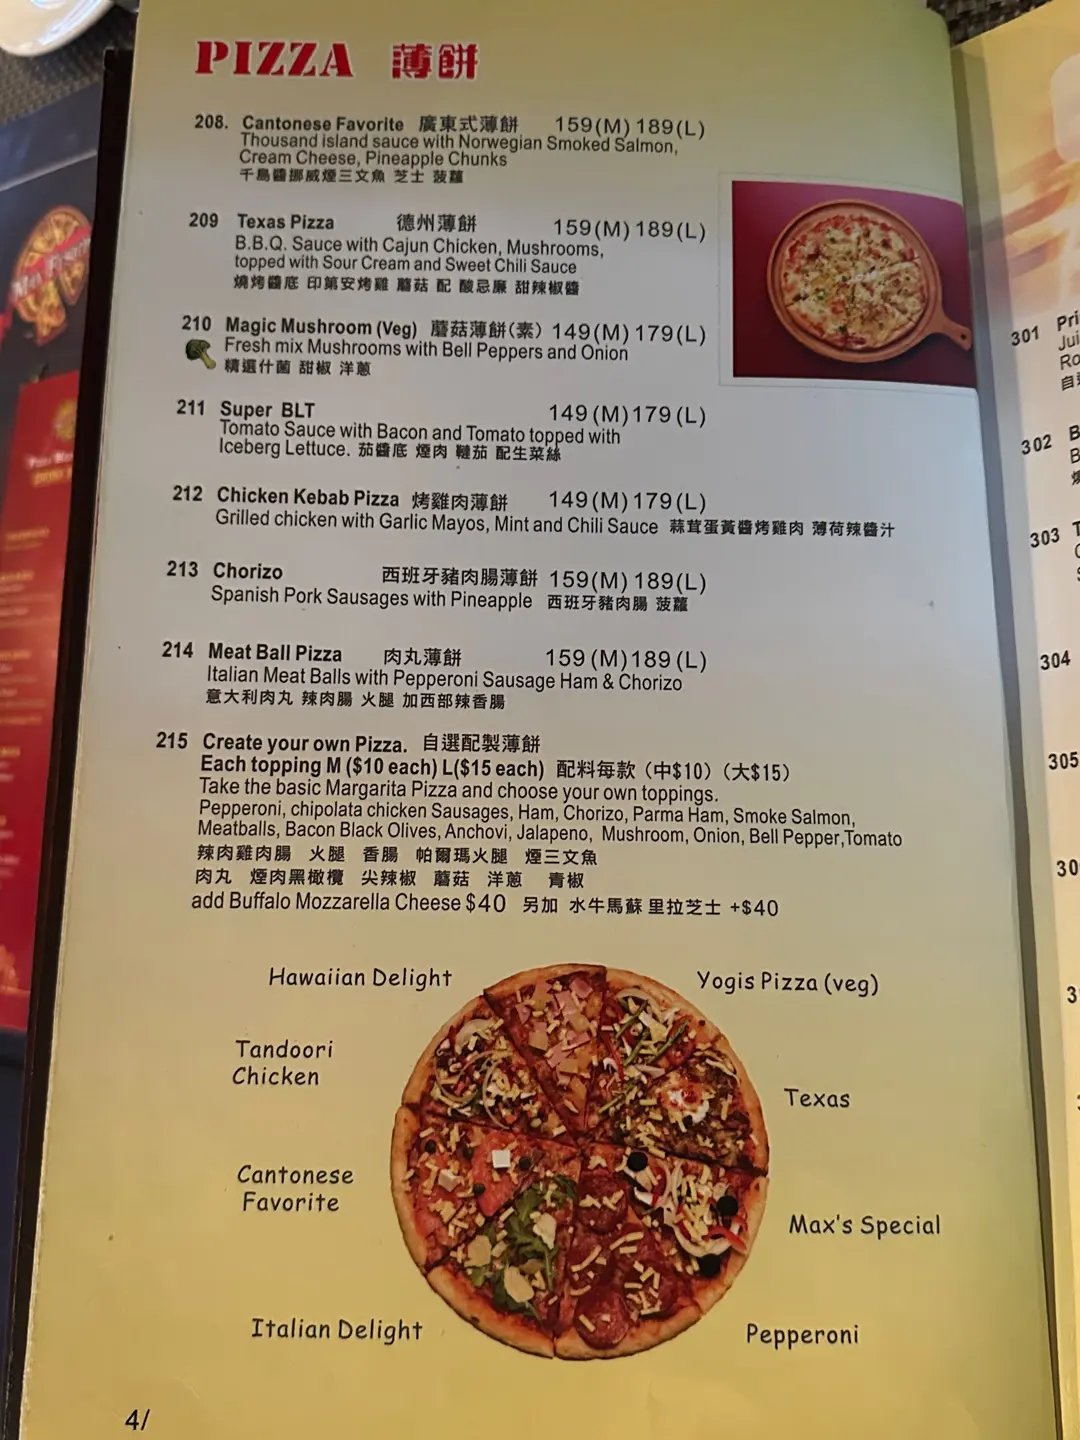 PIZZA 薄餅
208. Cantonese Favorite 廣東式薄餅 159(M) 189(L)
Thousand island sauce with Norwegian Smoked Salmon,
Cream Cheese, Pineapple Chunks
千島醬挪威煙三文魚 芝士 菠蘿
209 Texas Pizza 德州薄餅 159(M) 189(L)
B.B.Q. Sauce with Cajun Chicken, Mushrooms,
topped with Sour Cream and Sweet Chili Sauce
燒烤醬底 印第安烤雞 蘑菇 配 酸忌廉 甜辣椒醬
210 Magic Mushroom (Veg) 蘑菇薄餅(素) 149(M) 179(L)
Fresh mix Mushrooms with Bell Peppers and Onion
精選什菌 甜椒 洋蔥
211 Super BLT 149(M) 179(L)
Tomato Sauce with Bacon and Tomato topped with
Iceberg Lettuce. 茄醬底 煙肉 韃茄 配生菜絲
212 Chicken Kebab Pizza 烤雞肉薄餅 149(M) 179(L)
Grilled chicken with Garlic Mayos, Mint and Chili Sauce 蒜茸蛋黃醬烤雞肉 薄荷辣醬汁
213 Chorizo 西班牙豬肉腸薄餅 159(M) 189(L)
Spanish Pork Sausages with Pineapple 西班牙豬肉腸 菠蘿
214 Meat Ball Pizza 肉丸薄餅 159(M) 189(L)
Italian Meat Balls with Pepperoni Sausage Ham & Chorizo
意大利肉丸 辣肉腸 火腿 加西部辣香腸
215 Create your own Pizza. 自選配製薄餅
Each topping M ($10 each) L($15 each) 配料每款（中$10）（大$15）
Take the basic Margarita Pizza and choose your own toppings.
Pepperoni, chipolata chicken Sausages, Ham, Chorizo, Parma Ham, Smoke Salmon,
Meatballs, Bacon Black Olives, Anchovi, Jalapeno, Mushroom, Onion, Bell Pepper,Tomato
辣肉雞肉腸 火腿 香腸 帕爾瑪火腿 煙三文魚
肉丸 煙肉黑橄欖 尖辣椒 蘑菇 洋蔥 青椒
add Buffalo Mozzarella Cheese $40 另加 水牛馬蘇里拉芝士 +$40
Hawaiian Delight
Yogis Pizza (veg)
Tandoori
Chicken
Texas
Cantonese
Favorite
Max's Special
Italian Delight
Pepperoni
4/
301
302
303
304
305